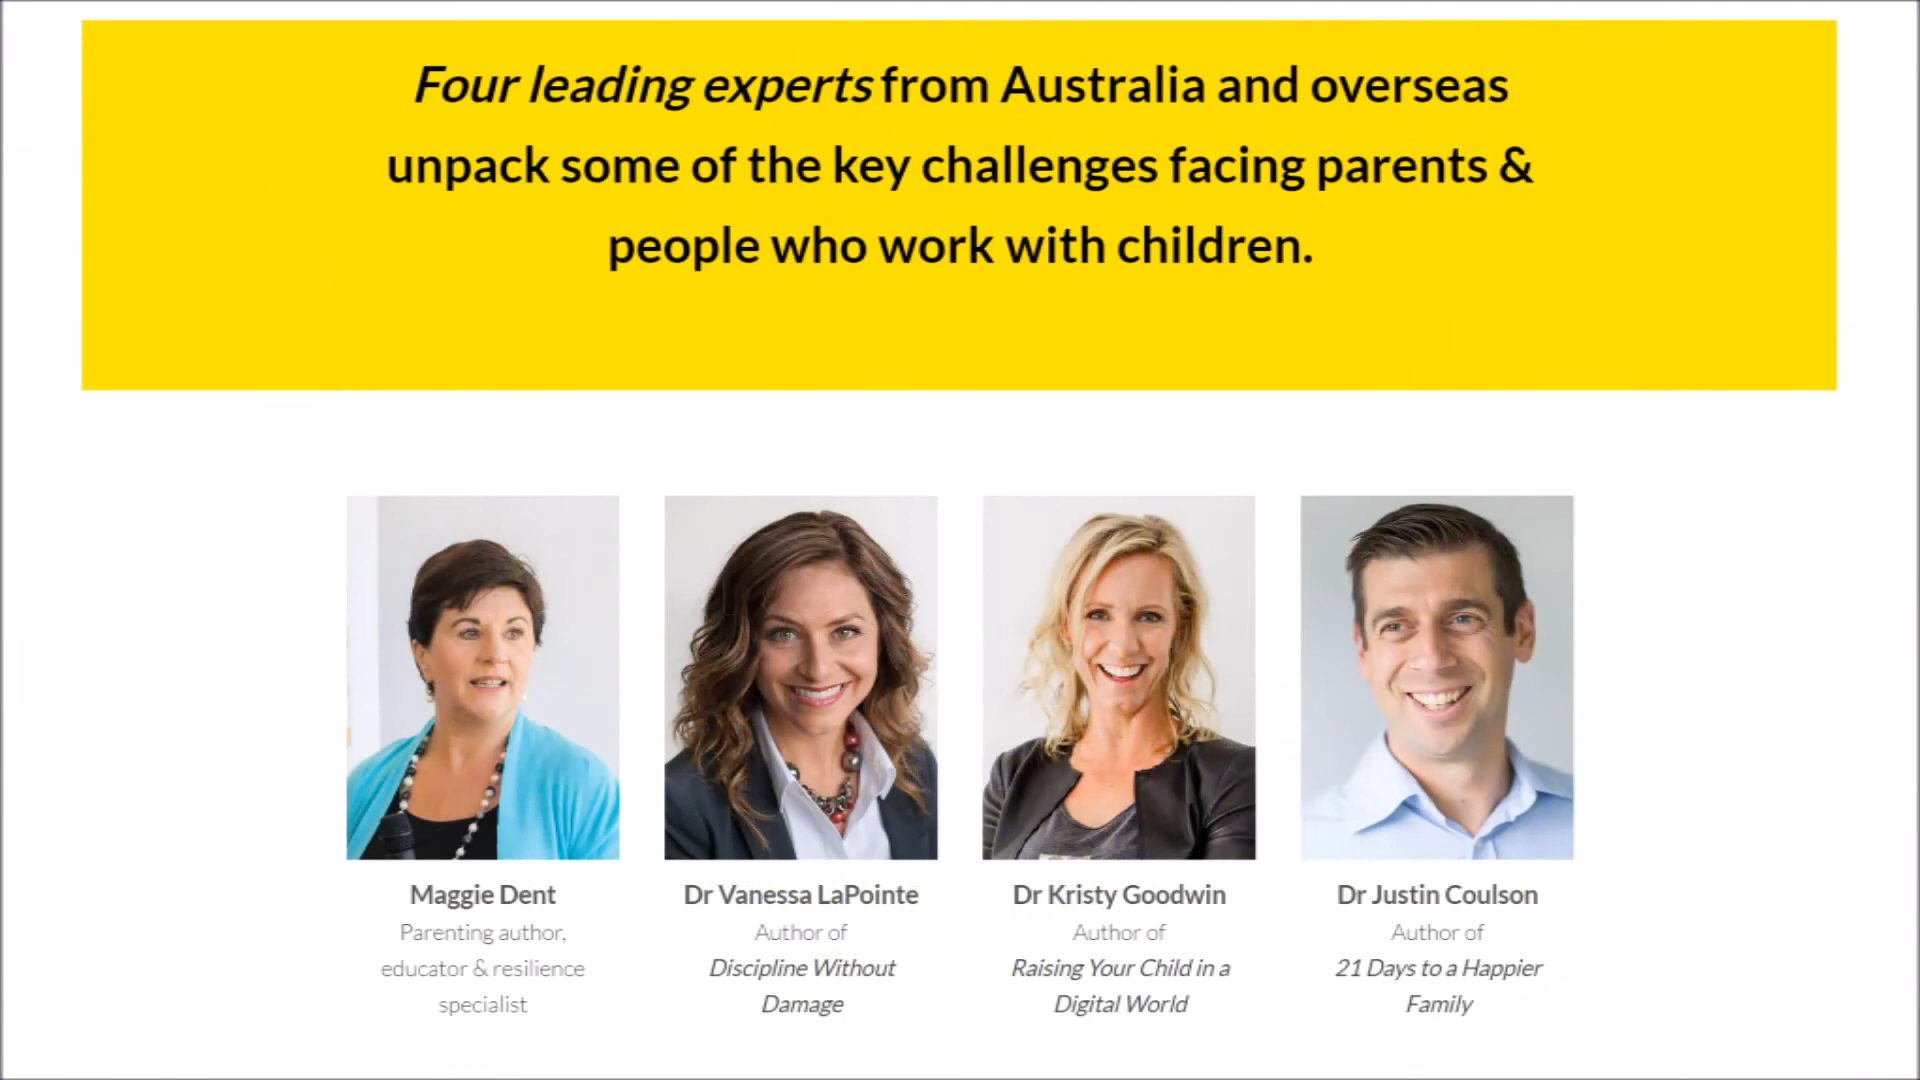 Four leading experts from Australia and overseas
unpack some of the key challenges facing parents &
people who work with children.
Maggie Dent
Parenting author,
educator & resilience
specialist
Dr Vanessa LaPointe
Author of
Discipline Without
Damage
Dr Kristy Goodwin
Author of
Raising Your Child in a
Digital World
Dr Justin Coulson
Author of
21 Days to a Happier
Family